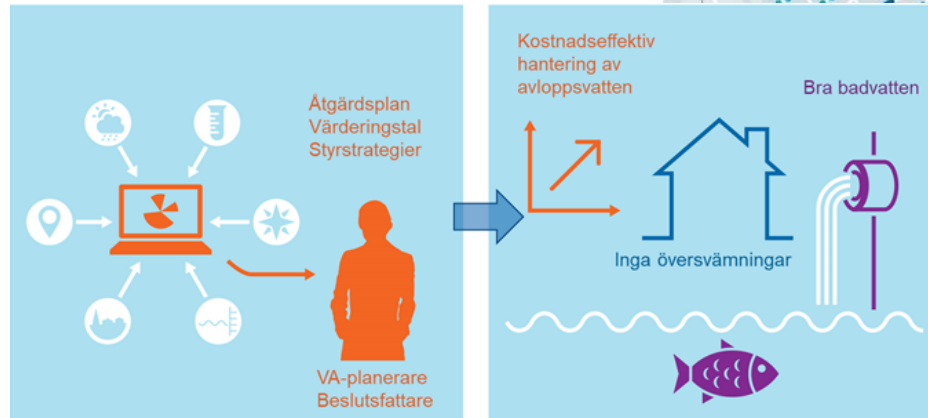 Åtgärdsplan
Värderingstal
Styrstrategier
VA-planerare
Beslutsfattare
Kostnadseffektiv
hantering av
avloppsvatten
Bra badvatten
Inga översvämningar